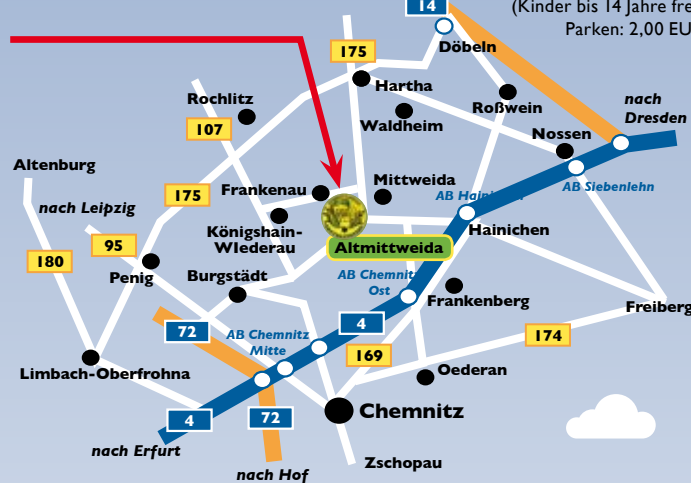 14
(Kinder bis 14 Jahre fre
Parken: 2,00 EU
Döbeln
175
Hartha
Rochlitz
107
Waldheim
Roßwein
nach
Dresden
Nossen
Altenburg
175
Frankenau
Mittweida
AB Siebenlehn
nach Leipzig
Königshain-
WIederau
AB Hainichen
Hainichen
95
180
Altmittweida
Penig
Burgstädt
AB Chemnitz
Ost
Frankenberg
Freiberg
72
AB Chemnitz
Mitte
4
169
174
Limbach-Oberfrohna
Oederan
4
72
Chemnitz
nach Erfurt
nach Hof
Zschopau